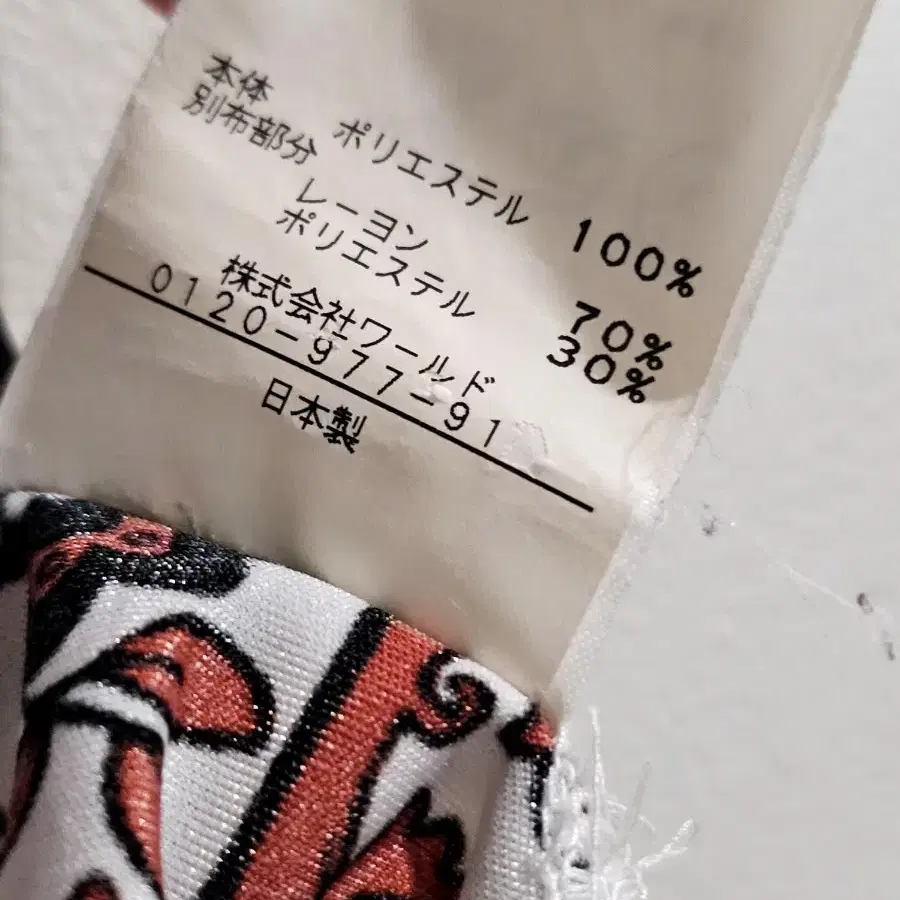 本体
ポリエステル 100%
別布部分
レーヨン 70%
ポリエステル 30%
株式会社ワールド
0120-977-91
日本製